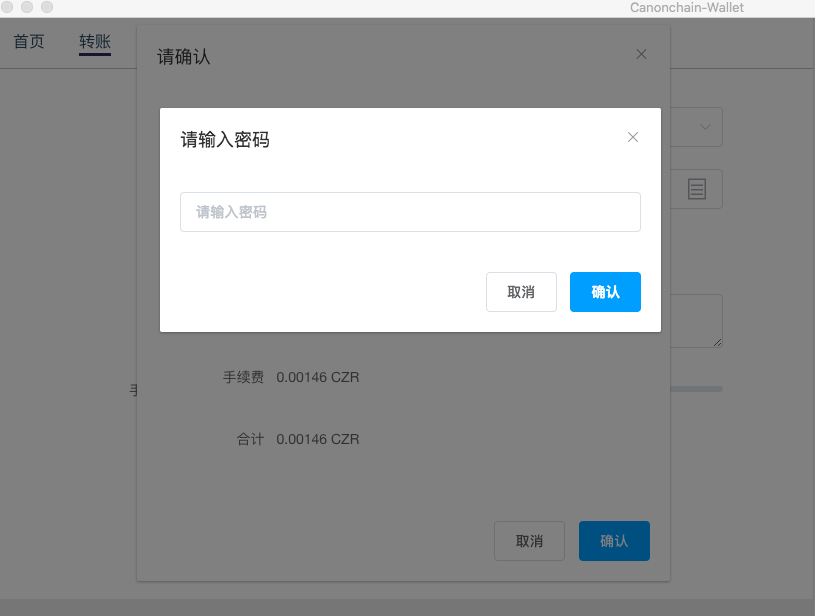 Canonchain-Wallet
首页 转账
请确认
请输入密码
请输入密码
取消 确认
手续费 0.00146 CZR
合计 0.00146 CZR
取消 确认